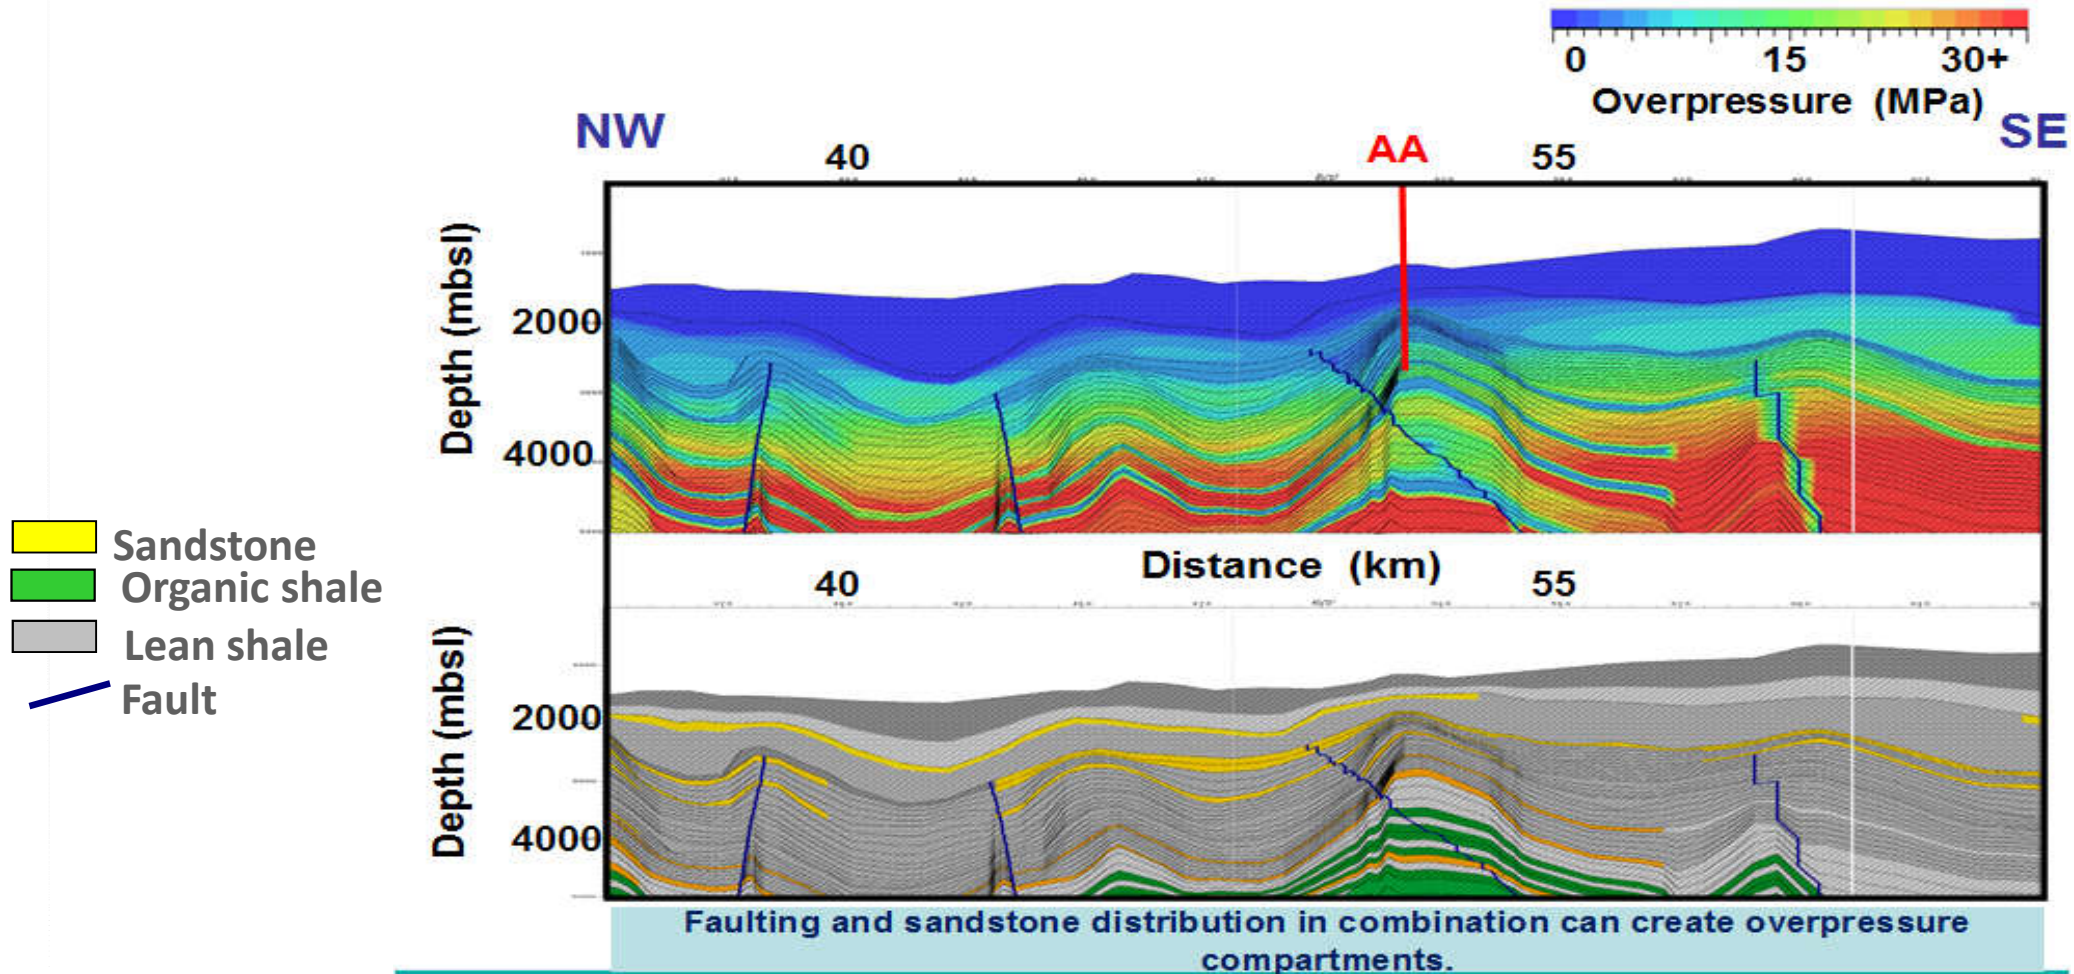 0 15 30+
Overpressure (MPa)
NW
SE
40
AA
55
Depth (mbsl)
2000
4000
Distance (km)
40
55
Depth (mbsl)
2000
4000
Sandstone
Organic shale
Lean shale
Fault
Faulting and sandstone distribution in combination can create overpressure
compartments.